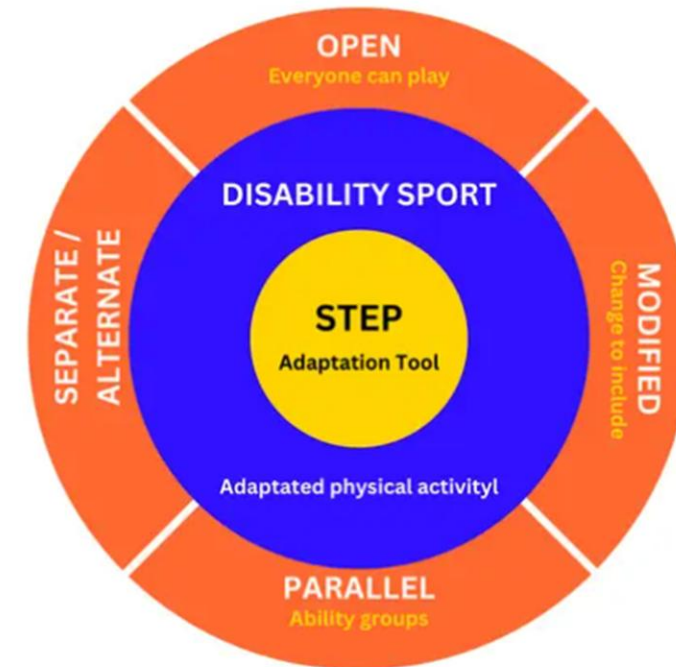 OPEN
Everyone can play
DISABILITY SPORT
SEPARATE /
ALTERNATE
STEP
Adaptation Tool
MODIFIED
Change to include
Adaptated physical activityl
PARALLEL
Ability groups